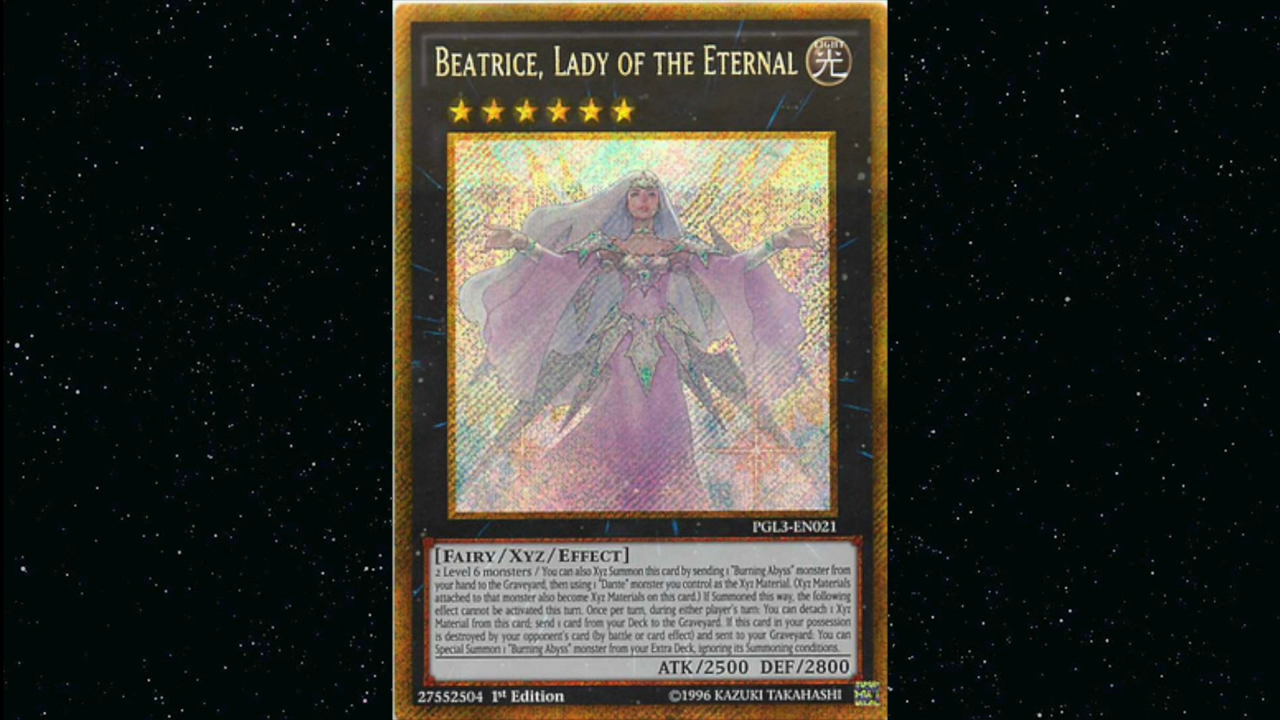 BEATRICE, LADY OF THE ETERNAL
LIGHT
光
PGL3-EN021
[FAIRY/XYZ/EFFECT]
2 Level 6 monsters / You can also Xyz Summon this card by sending 1 "Burning Abyss" monster from
your hand to the Graveyard, then using 1 "Dante" monster you control as the Xyz Material. (Xyz Materials
attached to that monster also become Xyz Materials on this card.) If Summoned this way, the following
effect cannot be activated this turn. Once per turn, during either player's turn: You can detach 1 Xyz
Material from this card; send 1 card from your Deck to the Graveyard. If this card in your possession
is destroyed by your opponent's card (by battle or card effect) and sent to your Graveyard: You can
Special Summon 1 "Burning Abyss" monster from your Extra Deck, ignoring its Summoning conditions.
ATK/2500 DEF/2800
27552504 1st Edition ©1996 KAZUKI TAKAHASHI